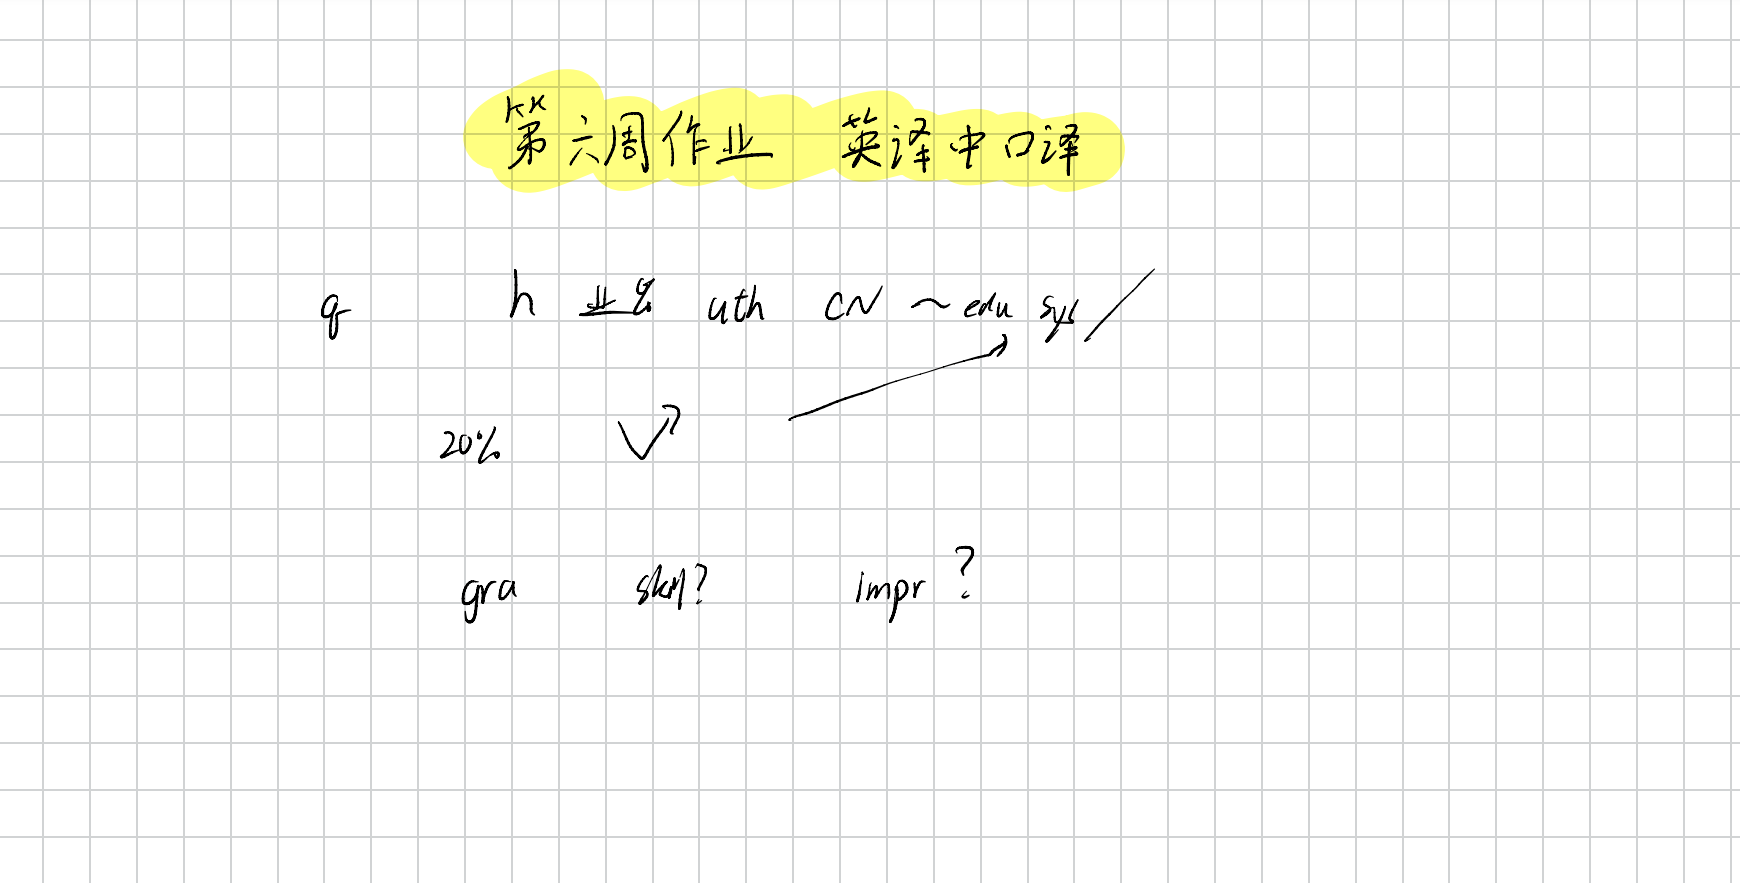 第六周作业 英译中口译
q h 业% uth CN ~ edu sys /
20%
gra skil? impr?